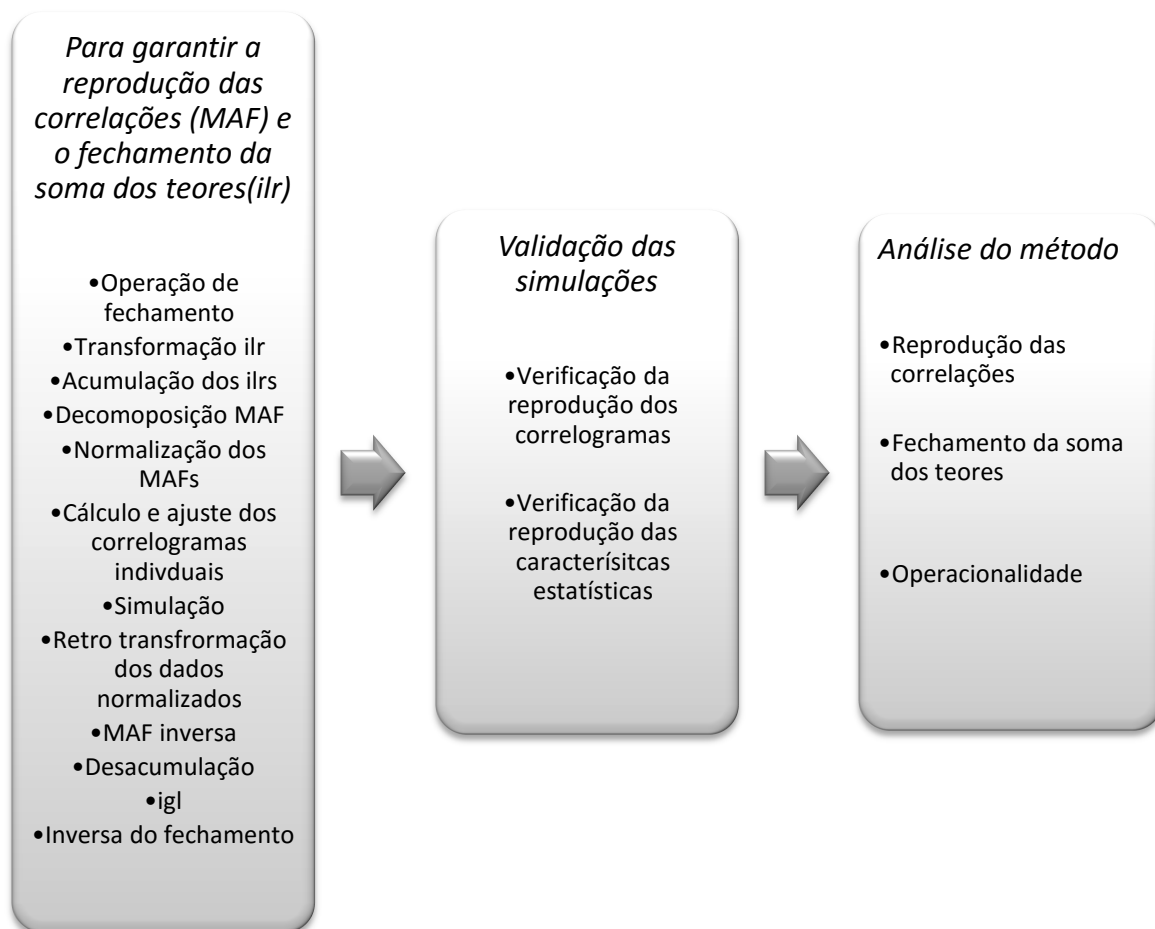 Para garantir a
reprodução das
correlações (MAF) e
o fechamento da
soma dos teores(ilr)
•Operação de
fechamento
•Transformação ilr
•Acumulação dos ilrs
•Decomoposição MAF
•Normalização dos
MAFs
•Cálculo e ajuste dos
correlogramas
indivduais
•Simulação
•Retro transfrormação
dos dados
normalizados
•MAF inversa
•Desacumulação
•igl
•Inversa do fechamento
Validação das
simulações
•Verificação da
reprodução dos
correlogramas
•Verificação da
reprodução das
caracterísitcas
estatísticas
Análise do método
•Reprodução das
correlações
•Fechamento da soma
dos teores
•Operacionalidade